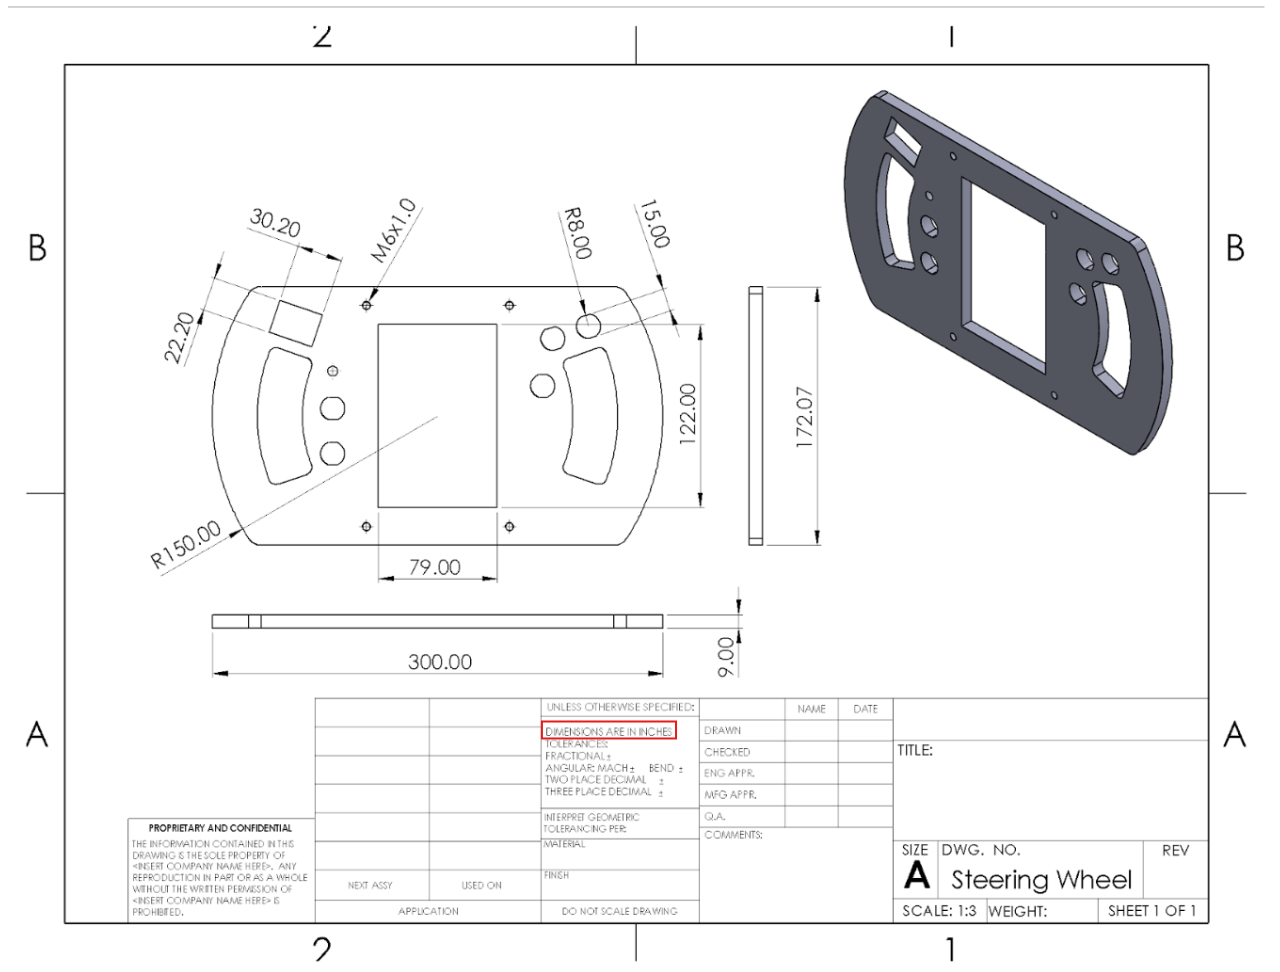 2
1
B
B
30.20
M6x1.0
R8.00
15.00
22.20
122.00
172.07
R150.00
79.00
300.00
9.00
A
A
UNLESS OTHERWISE SPECIFIED:
DIMENSIONS ARE IN INCHES
TOLERANCES:
FRACTIONAL±
ANGULAR: MACH± BEND ±
TWO PLACE DECIMAL ±
THREE PLACE DECIMAL ±
INTERPRET GEOMETRIC
TOLERANCING PER:
MATERIAL
FINISH
DO NOT SCALE DRAWING
NAME
DATE
DRAWN
CHECKED
ENG APPR.
MFG APPR.
Q.A.
COMMENTS:
TITLE:
SIZE
A
DWG. NO.
Steering Wheel
REV
SCALE: 1:3
WEIGHT:
SHEET 1 OF 1
PROPRIETARY AND CONFIDENTIAL
THE INFORMATION CONTAINED IN THIS
DRAWING IS THE SOLE PROPERTY OF
<INSERT COMPANY NAME HERE>. ANY
REPRODUCTION IN PART OR AS A WHOLE
WITHOUT THE WRITTEN PERMISSION OF
<INSERT COMPANY NAME HERE> IS
PROHIBITED.
NEXT ASSY
USED ON
APPLICATION
2
1